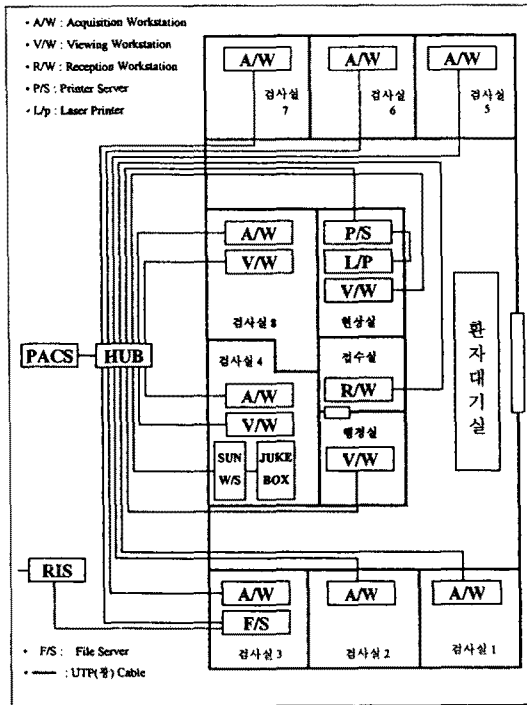 • A/W : Acquisition Workstation
• V/W : Viewing Workstation
• R/W : Reception Workstation
• P/S : Printer Server
• L/p : Laser Printer
A/W
A/W
A/W
검사실
7
검사실
6
검사실
5
A/W
V/W
검사실 8
P/S
L/P
V/W
현상실
PACS
HUB
검사실 4
A/W
V/W
SUN
W/S
JUKE
BOX
접수실
R/W
행정실
V/W
환자대기실
RIS
A/W
F/S
검사실 3
A/W
검사실 2
A/W
검사실 1
• F/S : File Server
• — : UTP(광) Cable